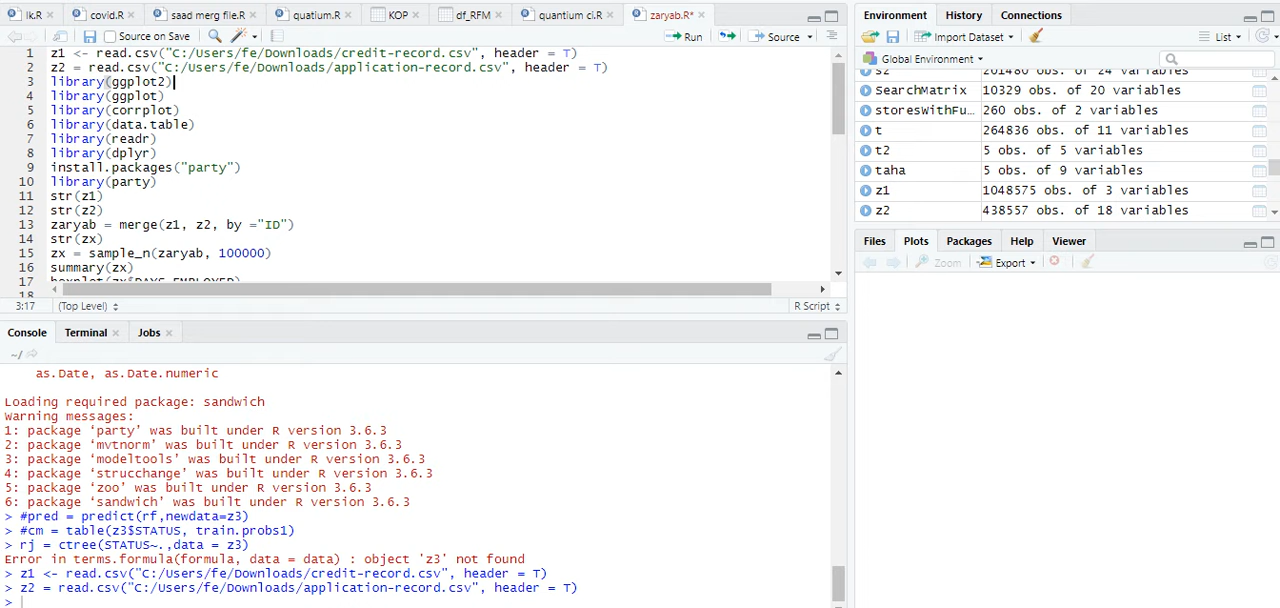 lk.R
covid.R
saad merg file.R
quatium.R
KOP
df_RFM
quantium ci.R
zaryab.R*
Source on Save
Run
Source
1 z1 <- read.csv("C:/Users/fe/Downloads/credit-record.csv", header = T)
2 z2 = read.csv("C:/Users/fe/Downloads/application-record.csv", header = T)
3 library(ggplot2)
4 library(ggplot)
5 library(corrplot)
6 library(data.table)
7 library(readr)
8 library(dplyr)
9 install.packages("party")
10 library(party)
11 str(z1)
12 str(z2)
13 zaryab = merge(z1, z2, by ="ID")
14 str(zx)
15 zx = sample_n(zaryab, 100000)
16 summary(zx)
17 boxplot(zx$DAYS_EMPLOYED)
18
3:17 (Top Level) R Script
Console Terminal Jobs
~/
as.Date, as.Date.numeric
Loading required package: sandwich
Warning messages:
1: package ‘party’ was built under R version 3.6.3
2: package ‘mvtnorm’ was built under R version 3.6.3
3: package ‘modeltools’ was built under R version 3.6.3
4: package ‘strucchange’ was built under R version 3.6.3
5: package ‘zoo’ was built under R version 3.6.3
6: package ‘sandwich’ was built under R version 3.6.3
> #pred = predict(rf,newdata=z3)
> #cm = table(z3$STATUS, train.probs1)
> rj = ctree(STATUS~.,data = z3)
Error in terms.formula(formula, data = data) : object 'z3' not found
> z1 <- read.csv("C:/Users/fe/Downloads/credit-record.csv", header = T)
> z2 = read.csv("C:/Users/fe/Downloads/application-record.csv", header = T)
>
Environment History Connections
Import Dataset List
Global Environment
s2 201480 obs. of 24 variables
SearchMatrix 10329 obs. of 20 variables
storesWithFu… 260 obs. of 2 variables
t 264836 obs. of 11 variables
t2 5 obs. of 5 variables
taha 5 obs. of 9 variables
z1 1048575 obs. of 3 variables
z2 438557 obs. of 18 variables
Files Plots Packages Help Viewer
Zoom Export